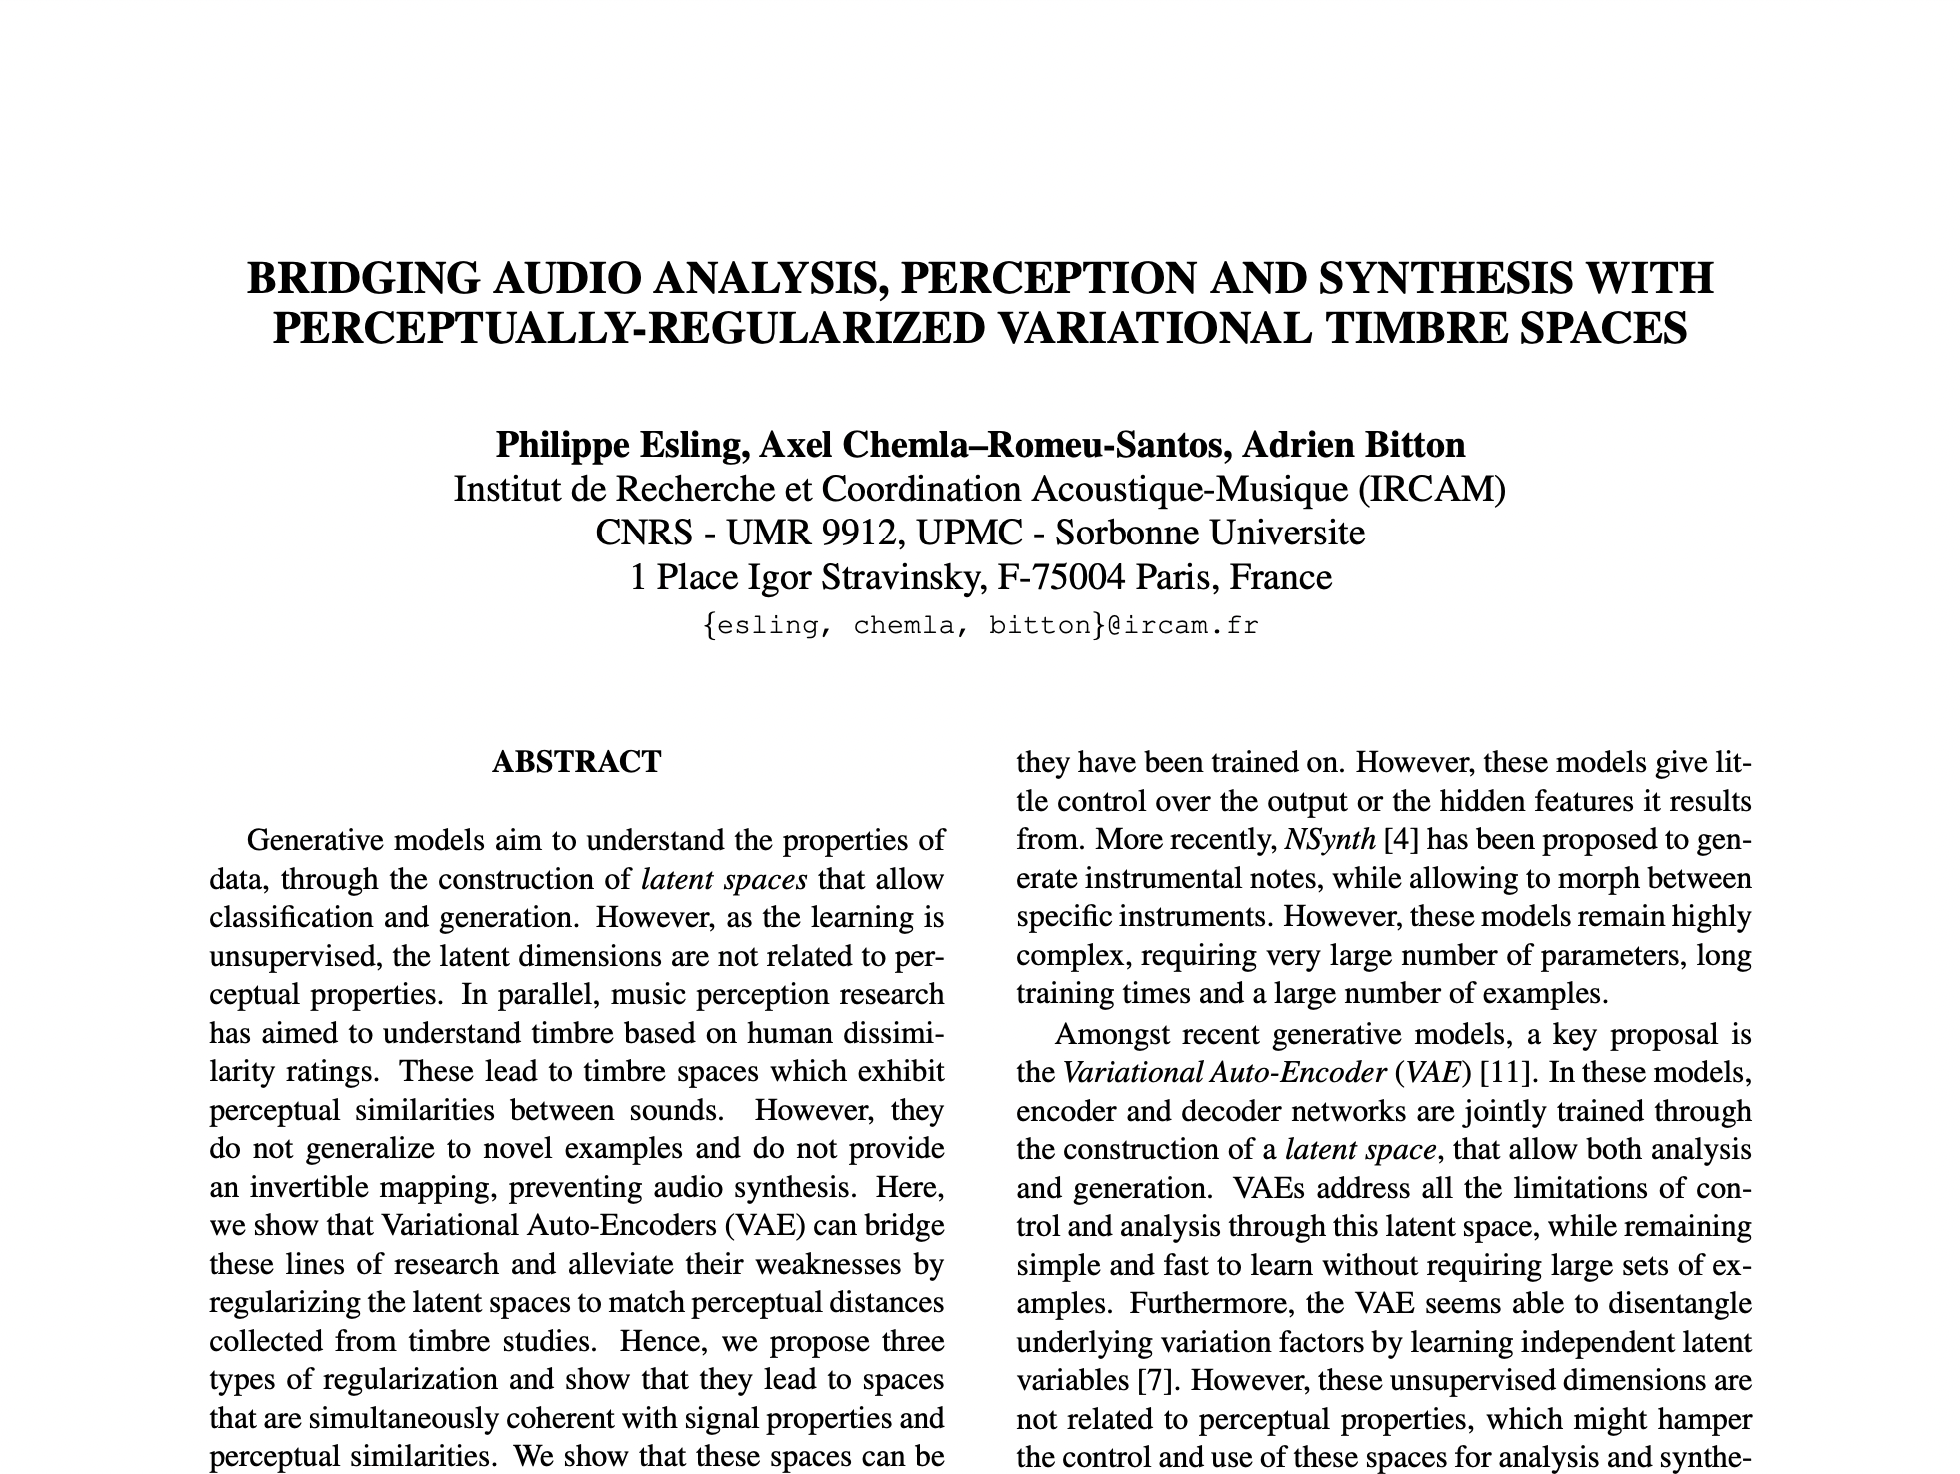 BRIDGING AUDIO ANALYSIS, PERCEPTION AND SYNTHESIS WITH
PERCEPTUALLY-REGULARIZED VARIATIONAL TIMBRE SPACES
Philippe Esling, Axel Chemla–Romeu-Santos, Adrien Bitton
Institut de Recherche et Coordination Acoustique-Musique (IRCAM)
CNRS - UMR 9912, UPMC - Sorbonne Universite
1 Place Igor Stravinsky, F-75004 Paris, France
{esling, chemla, bitton}@ircam.fr
ABSTRACT
Generative models aim to understand the properties of
data, through the construction of latent spaces that allow
classification and generation. However, as the learning is
unsupervised, the latent dimensions are not related to per-
ceptual properties. In parallel, music perception research
has aimed to understand timbre based on human dissimi-
larity ratings. These lead to timbre spaces which exhibit
perceptual similarities between sounds. However, they
do not generalize to novel examples and do not provide
an invertible mapping, preventing audio synthesis. Here,
we show that Variational Auto-Encoders (VAE) can bridge
these lines of research and alleviate their weaknesses by
regularizing the latent spaces to match perceptual distances
collected from timbre studies. Hence, we propose three
types of regularization and show that they lead to spaces
that are simultaneously coherent with signal properties and
perceptual similarities. We show that these spaces can be
they have been trained on. However, these models give lit-
tle control over the output or the hidden features it results
from. More recently, NSynth [4] has been proposed to gen-
erate instrumental notes, while allowing to morph between
specific instruments. However, these models remain highly
complex, requiring very large number of parameters, long
training times and a large number of examples.
Amongst recent generative models, a key proposal is
the Variational Auto-Encoder (VAE) [11]. In these models,
encoder and decoder networks are jointly trained through
the construction of a latent space, that allow both analysis
and generation. VAEs address all the limitations of con-
trol and analysis through this latent space, while remaining
simple and fast to learn without requiring large sets of ex-
amples. Furthermore, the VAE seems able to disentangle
underlying variation factors by learning independent latent
variables [7]. However, these unsupervised dimensions are
not related to perceptual properties, which might hamper
the control and use of these spaces for analysis and synthe-